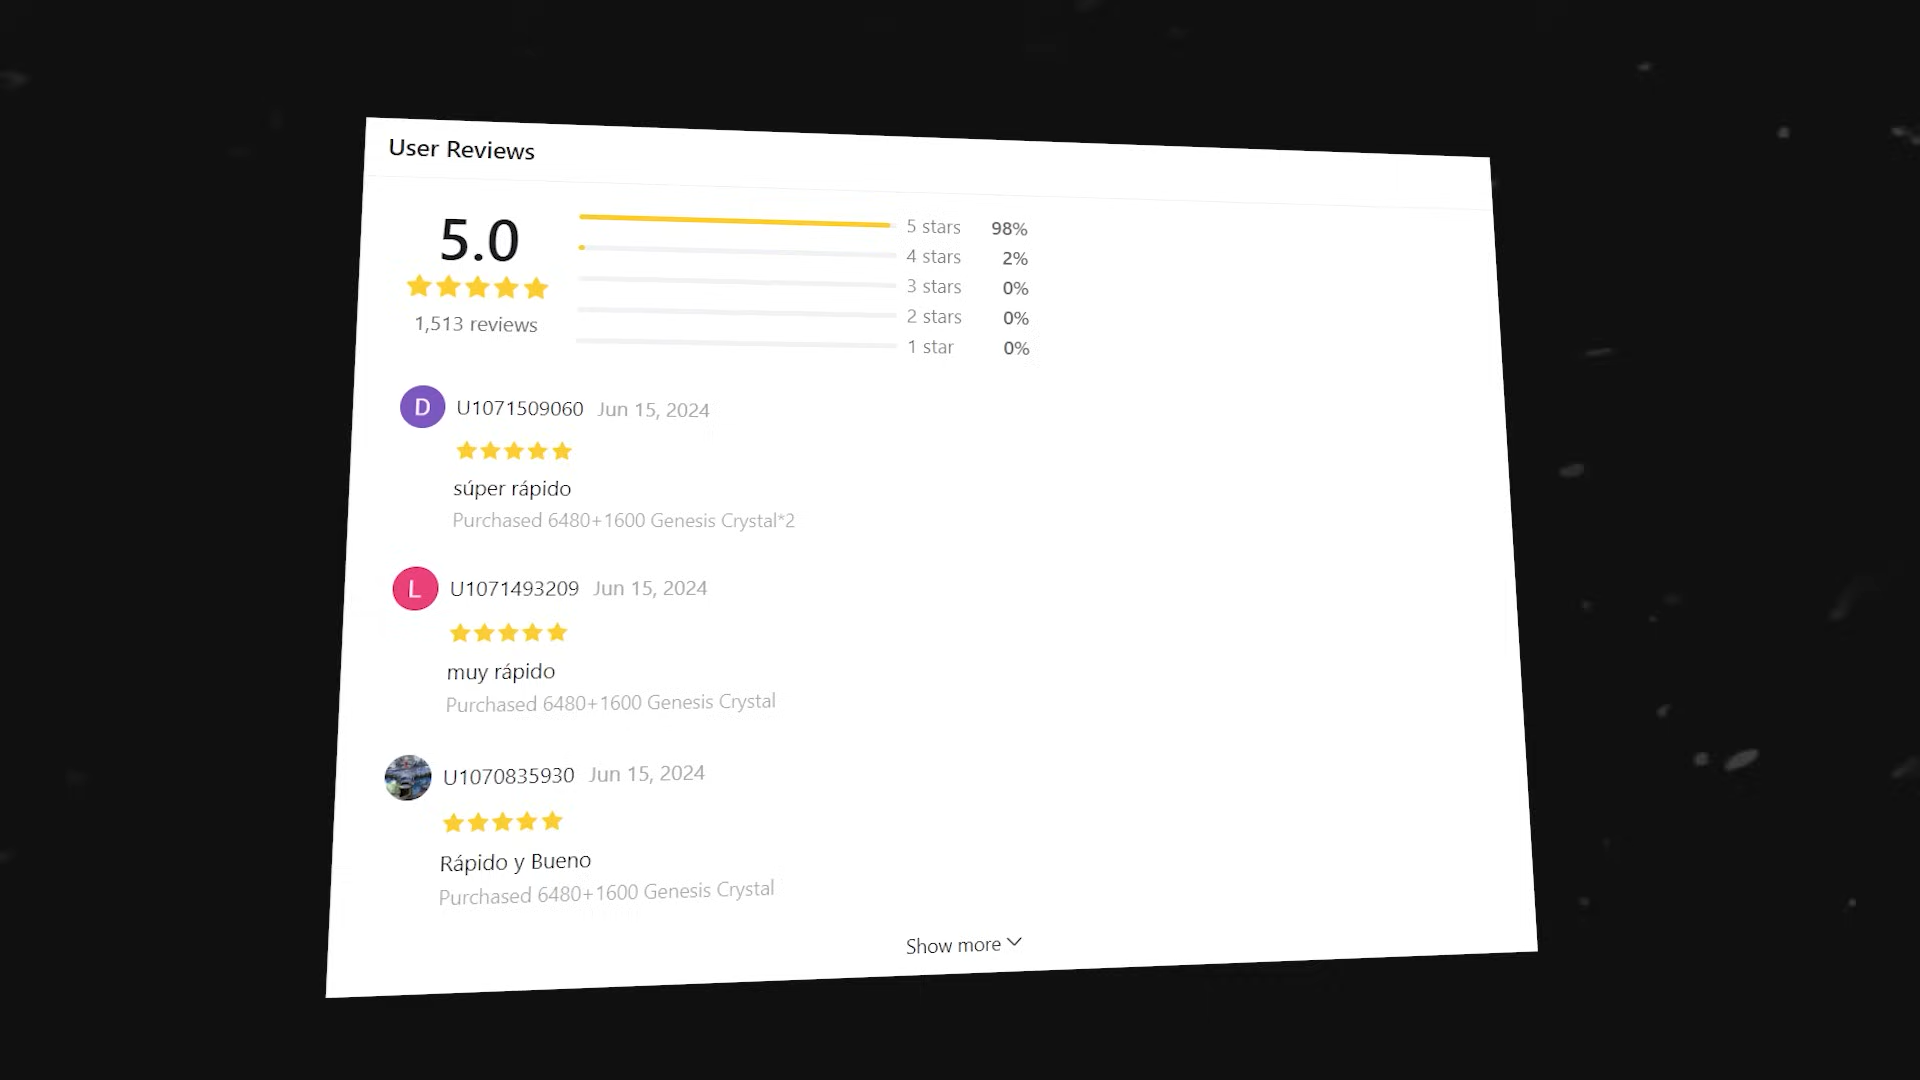 User Reviews
5.0
1,513 reviews
5 stars 98%
4 stars 2%
3 stars 0%
2 stars 0%
1 star 0%
D U1071509060 Jun 15, 2024
súper rápido
Purchased 6480+1600 Genesis Crystal*2
L U1071493209 Jun 15, 2024
muy rápido
Purchased 6480+1600 Genesis Crystal
U1070835930 Jun 15, 2024
Rápido y Bueno
Purchased 6480+1600 Genesis Crystal
Show more